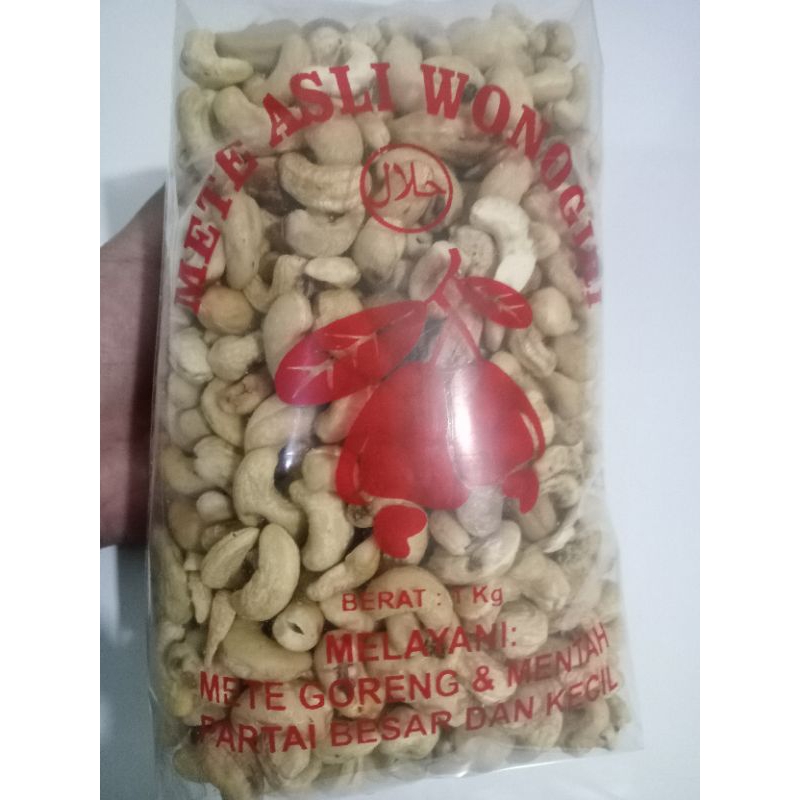 METE ASLI WONOGIRI
حلال
BERAT : 1 Kg
MELAYANI:
METE GORENG & MENTAH
PARTAI BESAR DAN KECIL